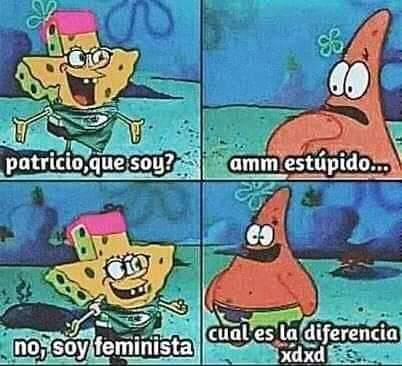 patricio,que soy?
amm estúpido...
no, soy feminista
cual es la diferencia
xdxd